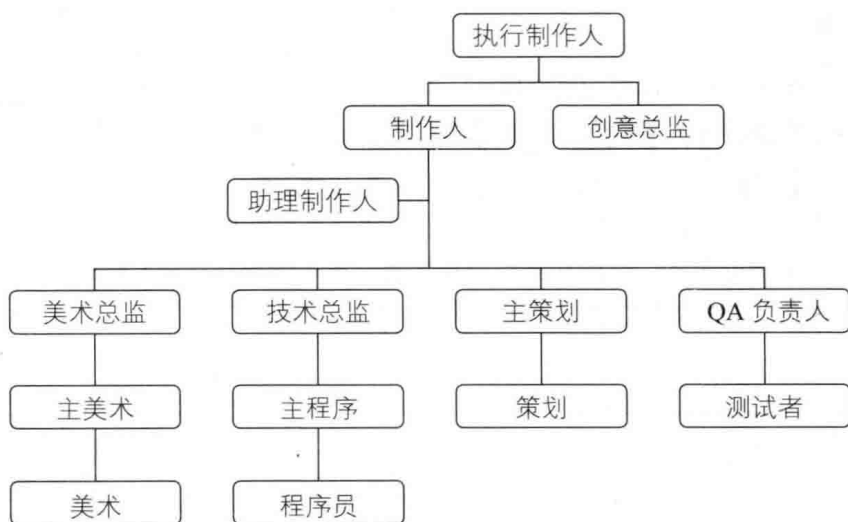 执行制作人
制作人
创意总监
助理制作人
美术总监
技术总监
主策划
QA 负责人
主美术
主程序
策划
测试者
美术
程序员